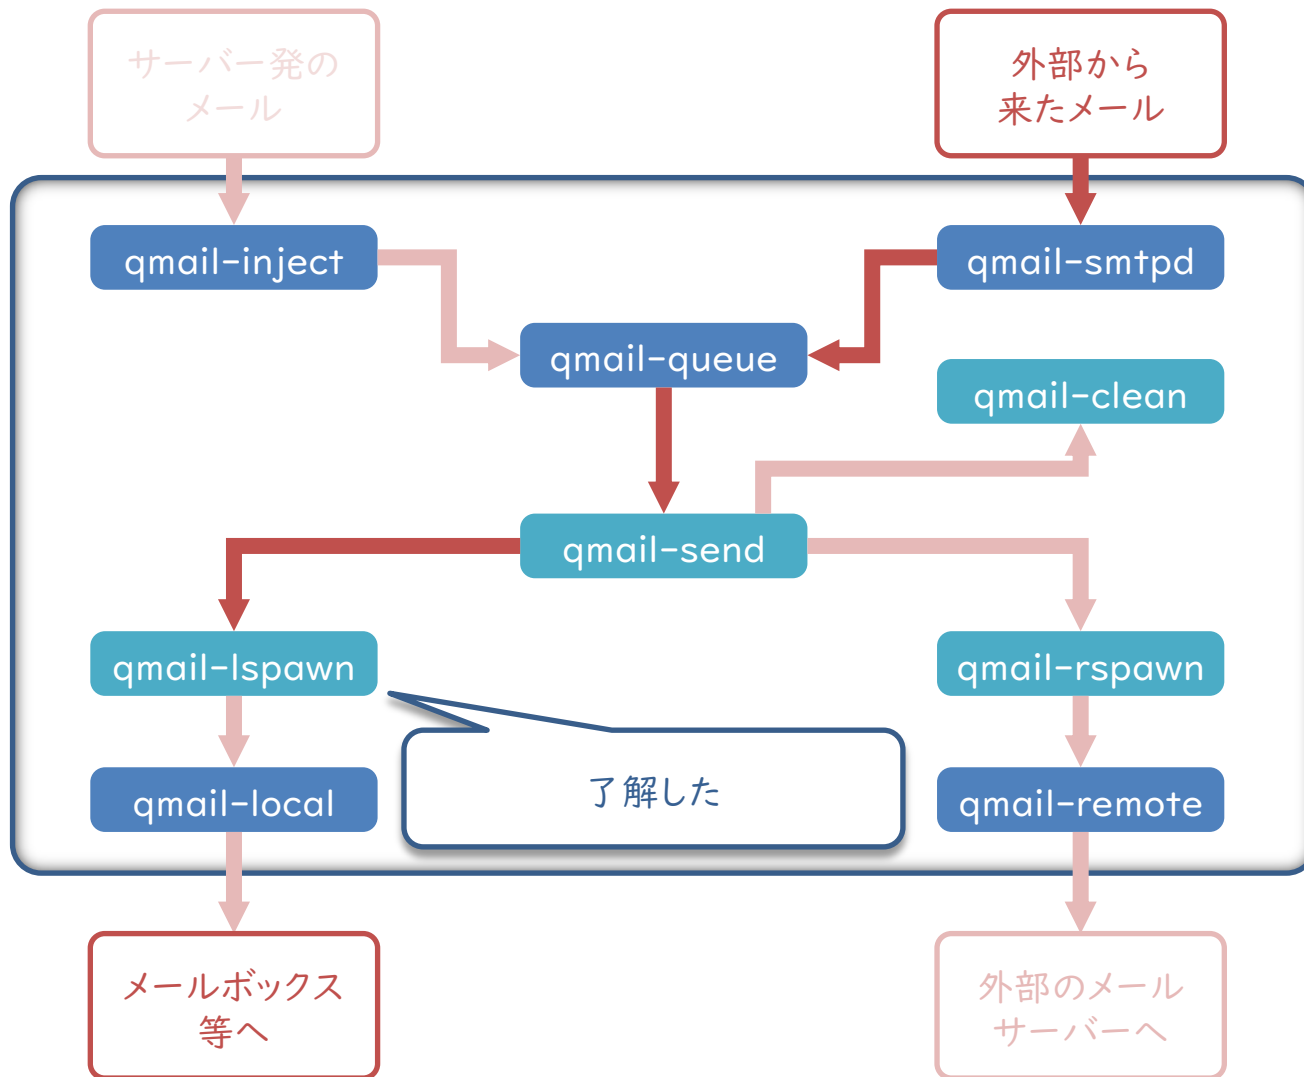 サーバー発の
メール
外部から
来たメール
qmail-inject
qmail-smtpd
qmail-queue
qmail-clean
qmail-send
qmail-lspawn
qmail-rspawn
了解した
qmail-local
qmail-remote
メールボックス
等へ
外部のメール
サーバーへ